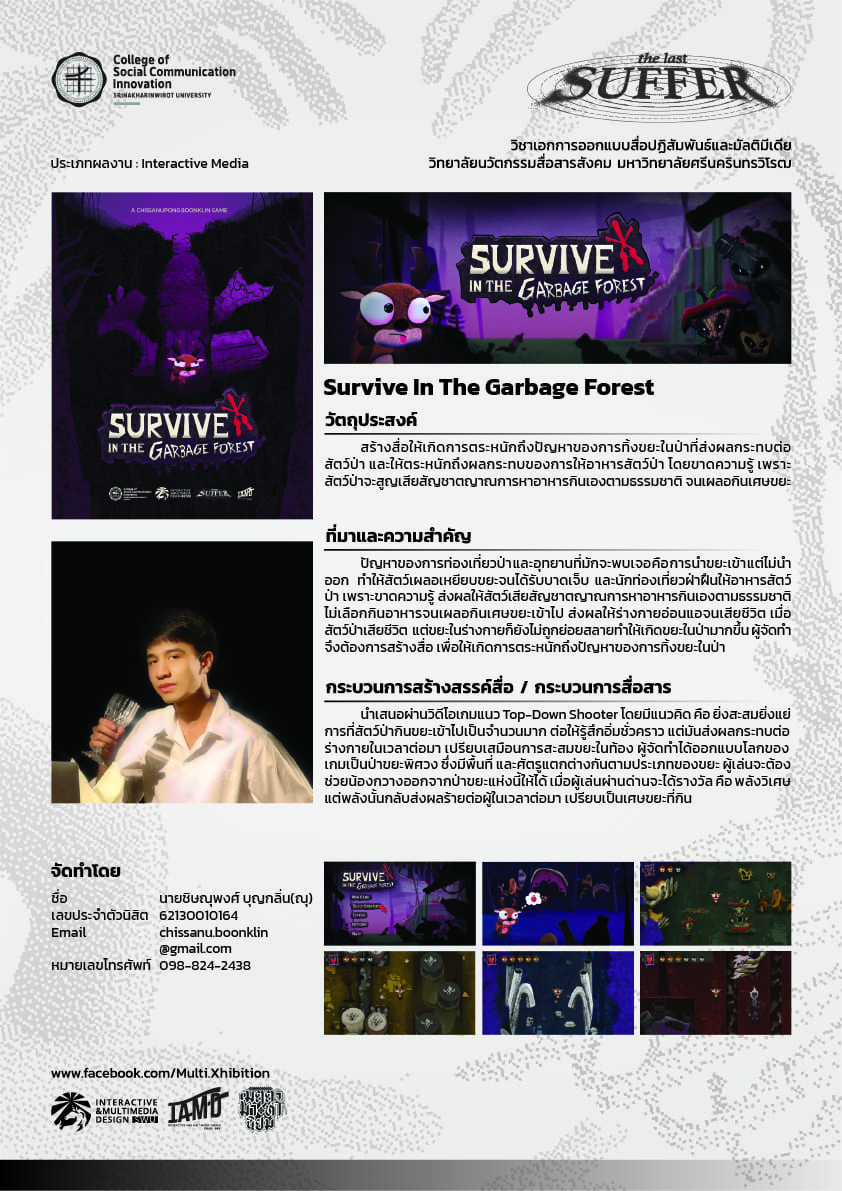 College of
Social Communication
Innovation
SRINAKHARINWIROT UNIVERSITY
the last
SUFFER
วิชาเอกการออกแบบสื่อปฏิสัมพันธ์และมัลติมีเดีย
ประเภทผลงาน : Interactive Media
วิทยาลัยนวัตกรรมสื่อสารสังคม มหาวิทยาลัยศรีนครินทรวิโรฒ
A CHISSANUPONG BOONKLIN GAME
SURVIVE
IN THE GARBAGE FOREST
SURVIVE
IN THE GARBAGE FOREST
Survive In The Garbage Forest
วัตถุประสงค์
สร้างสื่อให้เกิดการตระหนักถึงปัญหาของการทิ้งขยะในป่าที่ส่งผลกระทบต่อ
สัตว์ป่า และให้ตระหนักถึงผลกระทบของการให้อาหารสัตว์ป่า โดยขาดความรู้ เพราะ
สัตว์ป่าจะสูญเสียสัญชาตญาณการหาอาหารกินเองตามธรรมชาติ จนเผลอกินเศษขยะ
ที่มาและความสำคัญ
ปัญหาของการท่องเที่ยวป่าและอุทยานที่มักจะพบเจอคือการนำขยะเข้าแต่ไม่นำ
ออก ทำให้สัตว์เผลอเหยียบขยะจนได้รับบาดเจ็บ และนักท่องเที่ยวฝ่าฝืนให้อาหารสัตว์
ป่า เพราะขาดความรู้ ส่งผลให้สัตว์เสียสัญชาตญาณการหาอาหารกินเองตามธรรมชาติ
ไม่เลือกกินอาหารจนเผลอกินเศษขยะเข้าไป ส่งผลให้ร่างกายอ่อนแอจนเสียชีวิต เมื่อ
สัตว์ป่าเสียชีวิต แต่ขยะในร่างกายก็ยังไม่ถูกย่อยสลายทำให้เกิดขยะในป่ามากขึ้น ผู้จัดทำ
จึงต้องการสร้างสื่อ เพื่อให้เกิดการตระหนักถึงปัญหาของการทิ้งขยะในป่า
กระบวนการสร้างสรรค์สื่อ / กระบวนการสื่อสาร
นำเสนอผ่านวิดีโอเกมแนว Top-Down Shooter โดยมีแนวคิด คือ ยิ่งสะสมยิ่งแย่
การที่สัตว์ป่ากินขยะเข้าไปเป็นจำนวนมาก ต่อให้รู้สึกอิ่มชั่วคราว แต่มันส่งผลกระทบต่อ
ร่างกายในเวลาต่อมา เปรียบเสมือนการสะสมขยะในท้อง ผู้จัดทำได้ออกแบบโลกของ
เกมเป็นป่าขยะพิศวง ซึ่งมีพื้นที่ และศัตรูแตกต่างกันตามประเภทของขยะ ผู้เล่นจะต้อง
ช่วยน้องกวางออกจากป่าขยะแห่งนี้ให้ได้ เมื่อผู้เล่นผ่านด่านจะได้รางวัล คือ พลังวิเศษ
แต่พลังนั้นกลับส่งผลร้ายต่อผู้ในเวลาต่อมา เปรียบเป็นเศษขยะที่กิน
จัดทำโดย
ชื่อ นายชิษณุพงศ์ บุญกลิ่น(ณุ)
เลขประจำตัวนิสิต 62130010164
Email chissanu.boonklin
@gmail.com
หมายเลขโทรศัพท์ 098-824-2438
SURVIVE
IN THE GARBAGE FOREST
www.facebook.com/Multi.Xhibition
INTERACTIVE
&MULTIMEDIA
DESIGN SWU
IAMD